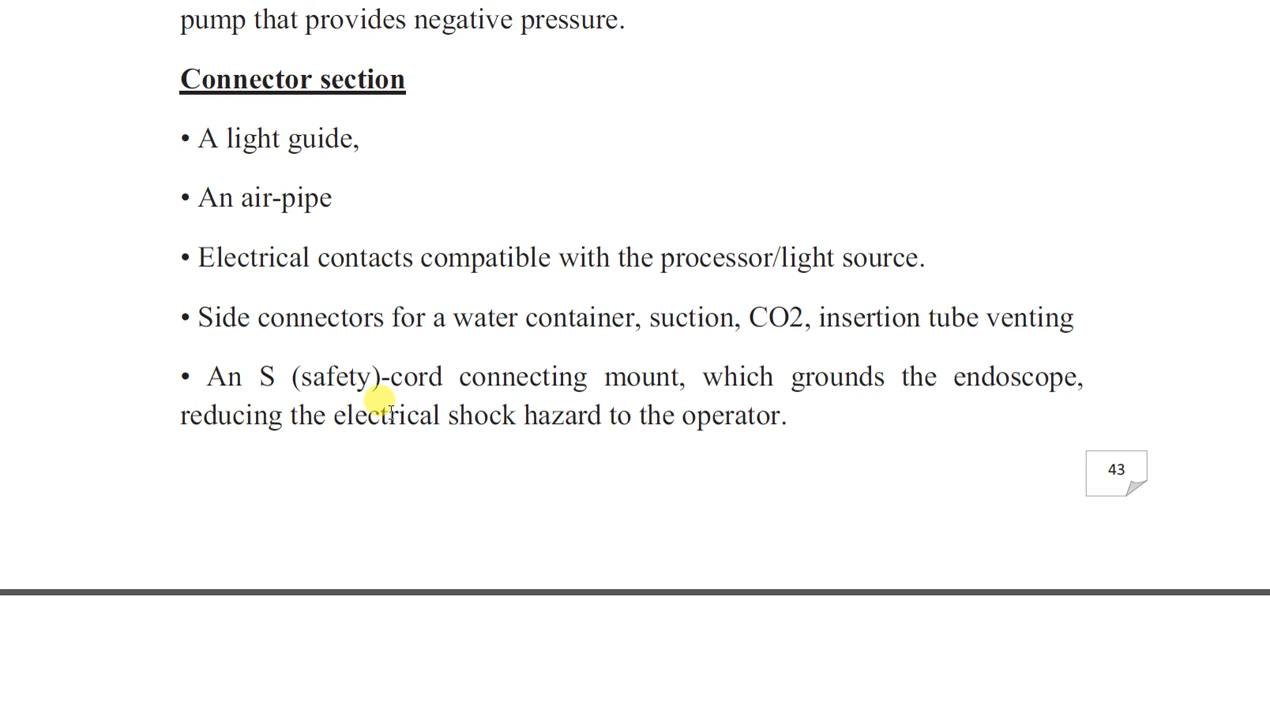 pump that provides negative pressure.
Connector section
• A light guide,
• An air-pipe
• Electrical contacts compatible with the processor/light source.
• Side connectors for a water container, suction, CO2, insertion tube venting
• An S (safety)-cord connecting mount, which grounds the endoscope,
reducing the electrical shock hazard to the operator.
43